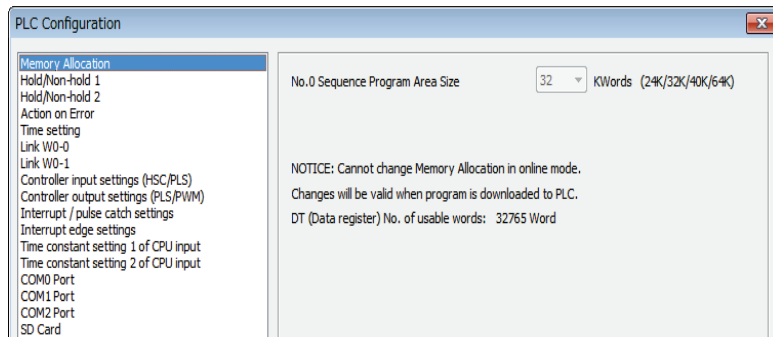 PLC Configuration
Memory Allocation
Hold/Non-hold 1
Hold/Non-hold 2
Action on Error
Time setting
Link W0-0
Link W0-1
Controller input settings (HSC/PLS)
Controller output settings (PLS/PWM)
Interrupt / pulse catch settings
Interrupt edge settings
Time constant setting 1 of CPU input
Time constant setting 2 of CPU input
COM0 Port
COM1 Port
COM2 Port
SD Card
No.0 Sequence Program Area Size 32 KWords (24K/32K/40K/64K)
NOTICE: Cannot change Memory Allocation in online mode.
Changes will be valid when program is downloaded to PLC.
DT (Data register) No. of usable words: 32765 Word